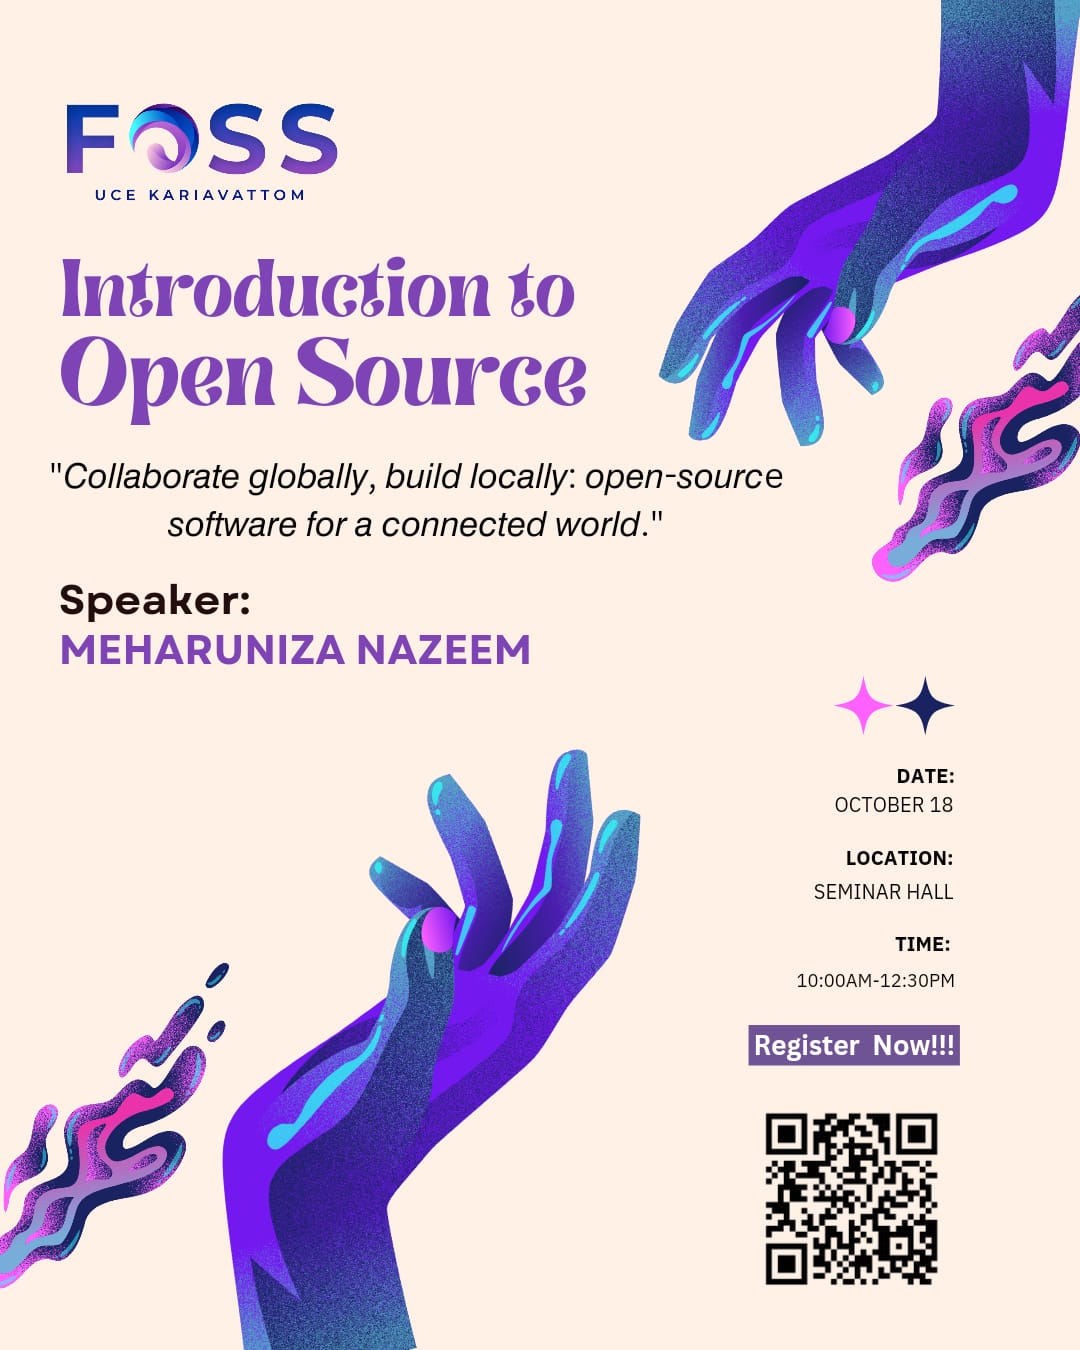 FOSS
UCE KARIAVATTOM
Introduction to
Open Source
"Collaborate globally, build locally: open-source
software for a connected world."
Speaker:
MEHARUNIZA NAZEEM
DATE:
OCTOBER 18
LOCATION:
SEMINAR HALL
TIME:
10:00AM-12:30PM
Register Now!!!